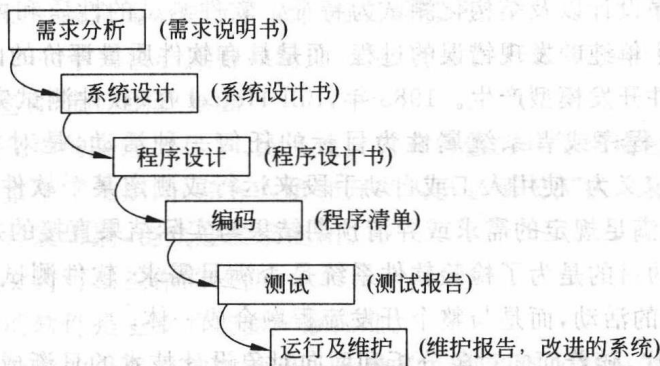 需求分析 (需求说明书)
系统设计 (系统设计书)
程序设计 (程序设计书)
编码 (程序清单)
测试 (测试报告)
运行及维护 (维护报告，改进的系统)